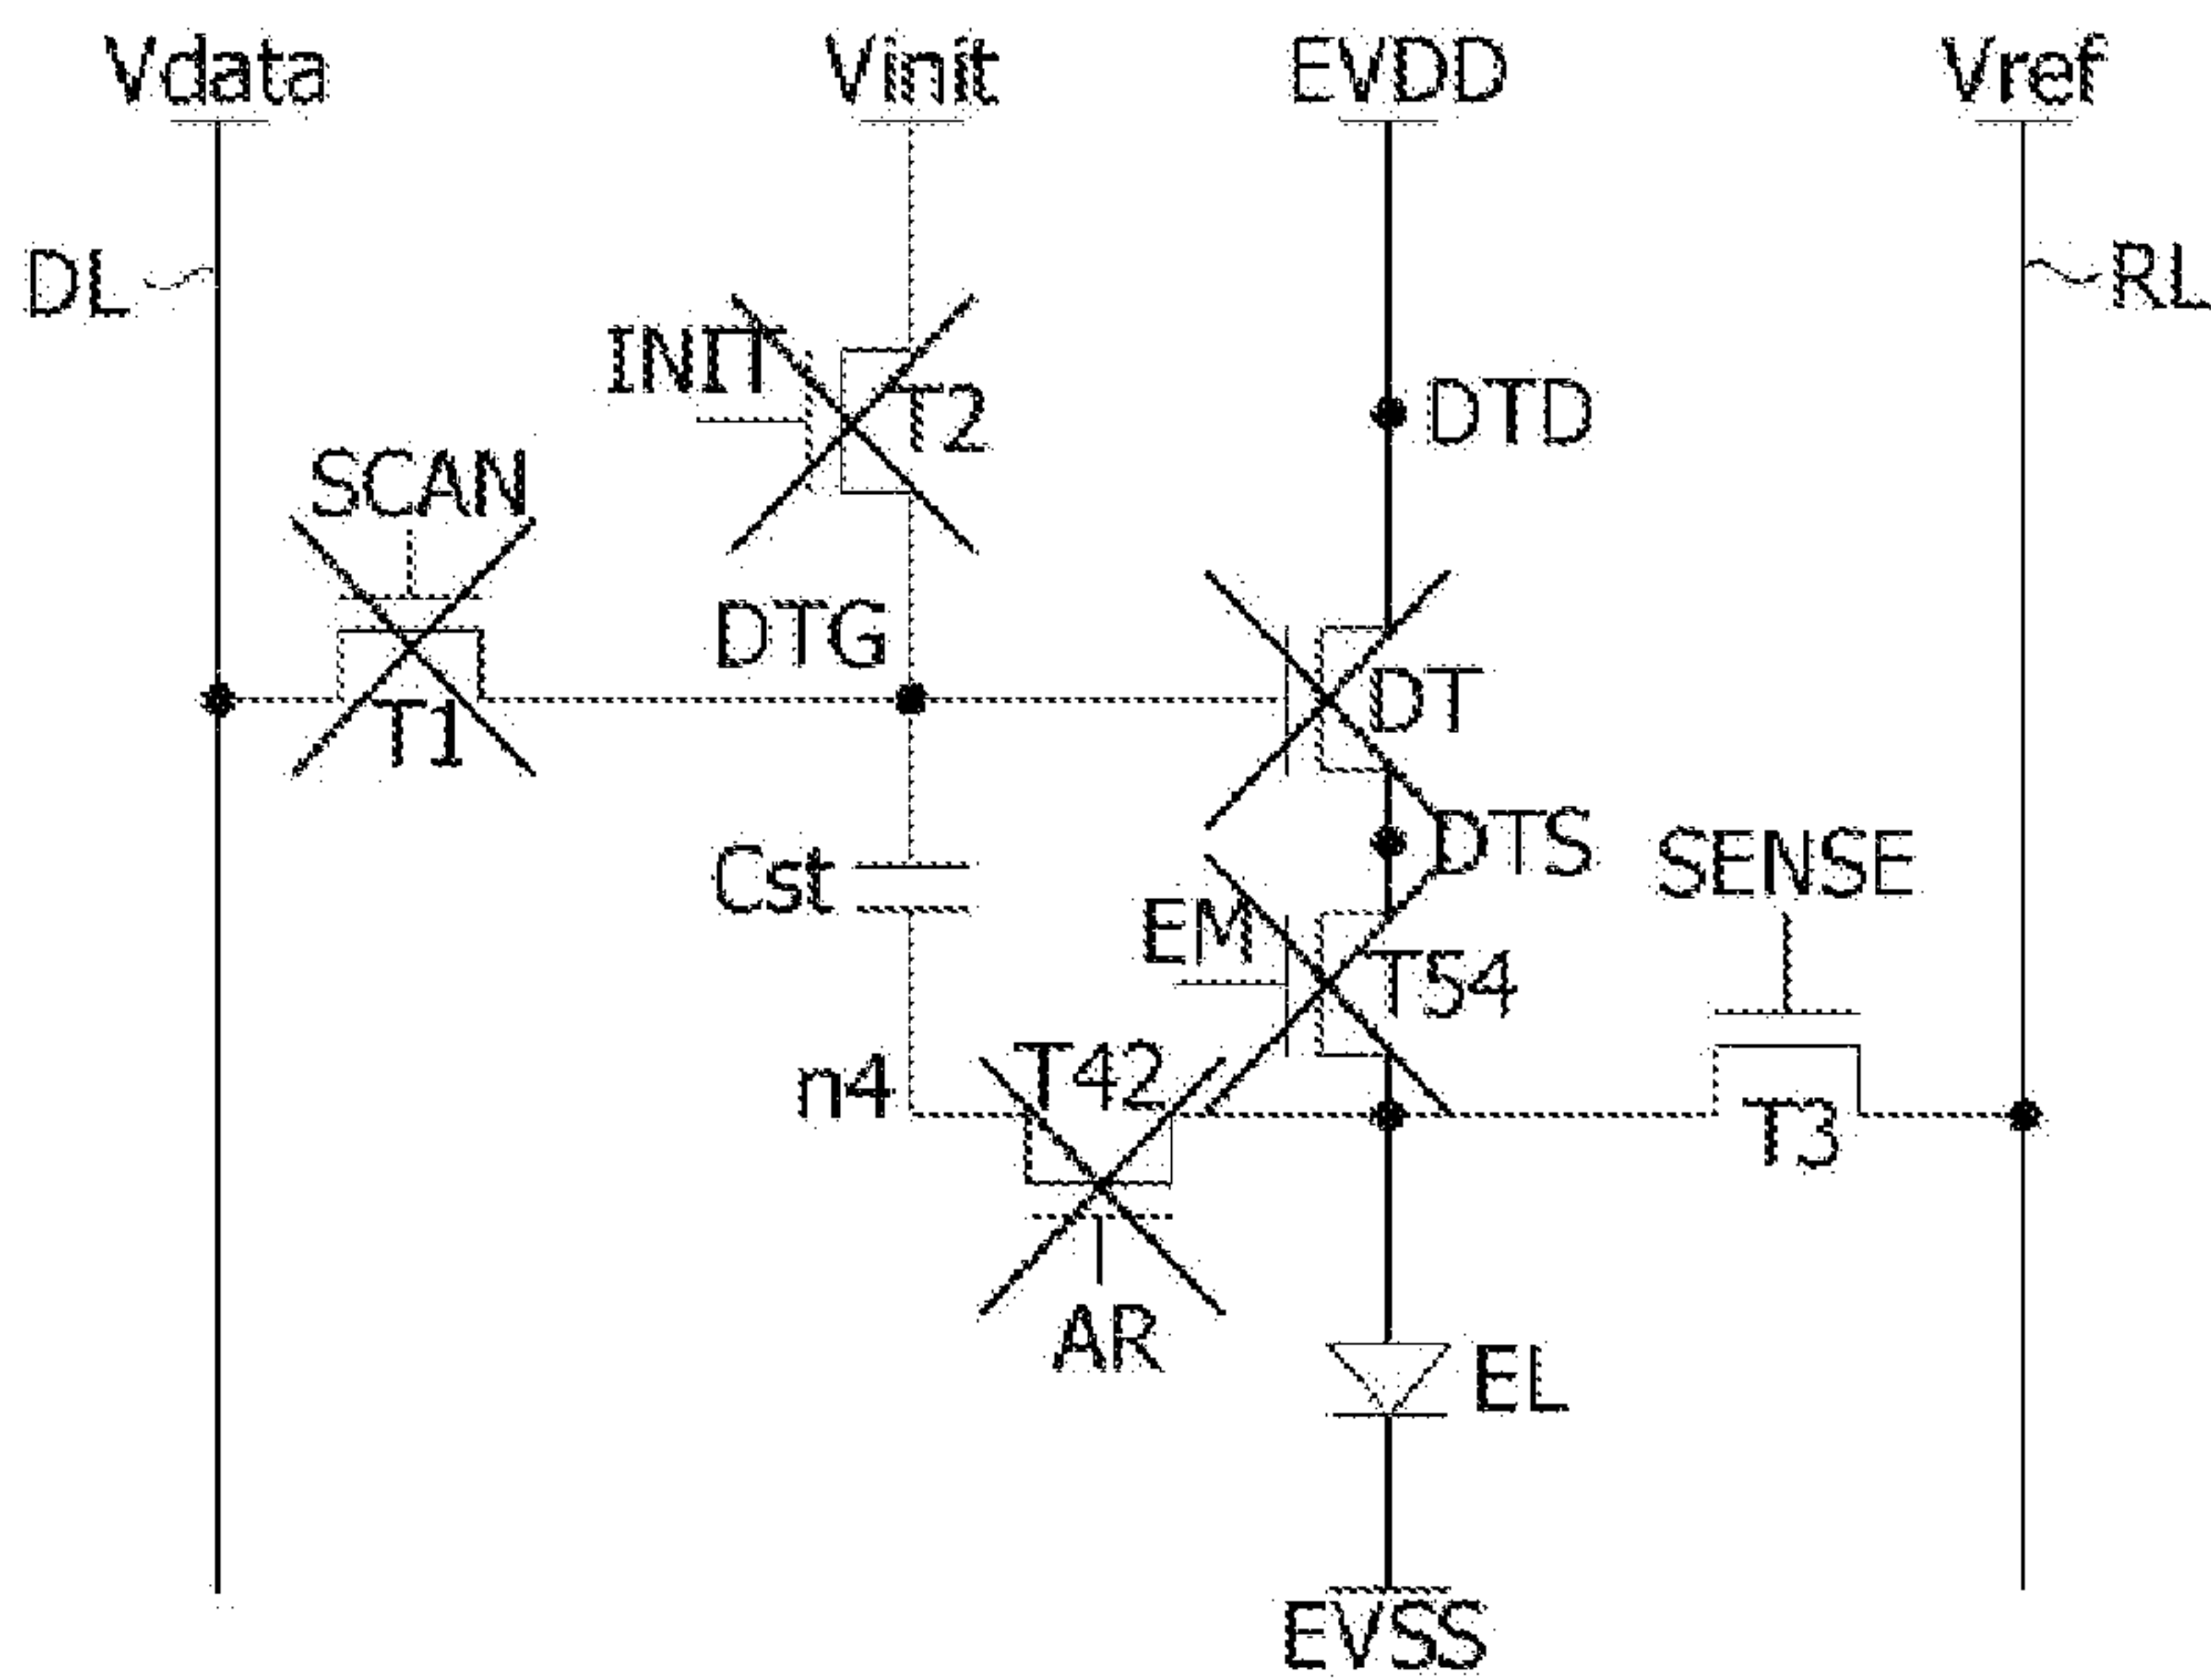 Vdata
Vinit
EVDD
Vref
DL
RL
INIT
T2
DTD
SCAN
DTG
T1
DT
Cst
DTS
SENSE
EM
T54
n4
T42
T3
AR
EL
EVSS